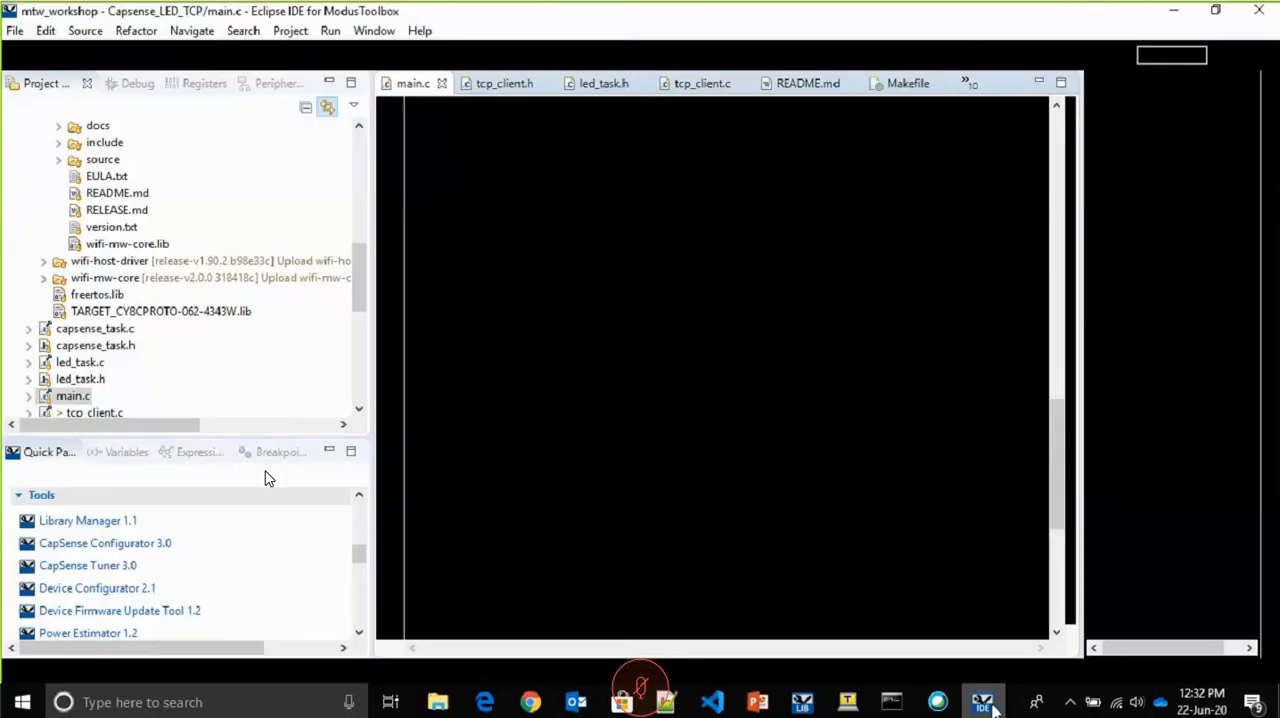 mtw_workshop - Capsense_LED_TCP/main.c - Eclipse IDE for ModusToolbox
File Edit Source Refactor Navigate Search Project Run Window Help
Project ... Debug Registers Peripher...
main.c tcp_client.h led_task.h tcp_client.c README.md Makefile »10
docs
include
source
EULA.txt
README.md
RELEASE.md
version.txt
wifi-mw-core.lib
wifi-host-driver [release-v1.90.2 b98e33c] Upload wifi-ho
wifi-mw-core [release-v2.0.0 318418c] Upload wifi-mw-c
freertos.lib
TARGET_CY8CPROTO-062-4343W.lib
capsense_task.c
capsense_task.h
led_task.c
led_task.h
main.c
> tcp_client.c
Quick Pa... (x)= Variables Expressi... Breakpoi...
Tools
Library Manager 1.1
CapSense Configurator 3.0
CapSense Tuner 3.0
Device Configurator 2.1
Device Firmware Update Tool 1.2
Power Estimator 1.2
Type here to search
LIB
IDE
12:32 PM
22-Jun-20
9